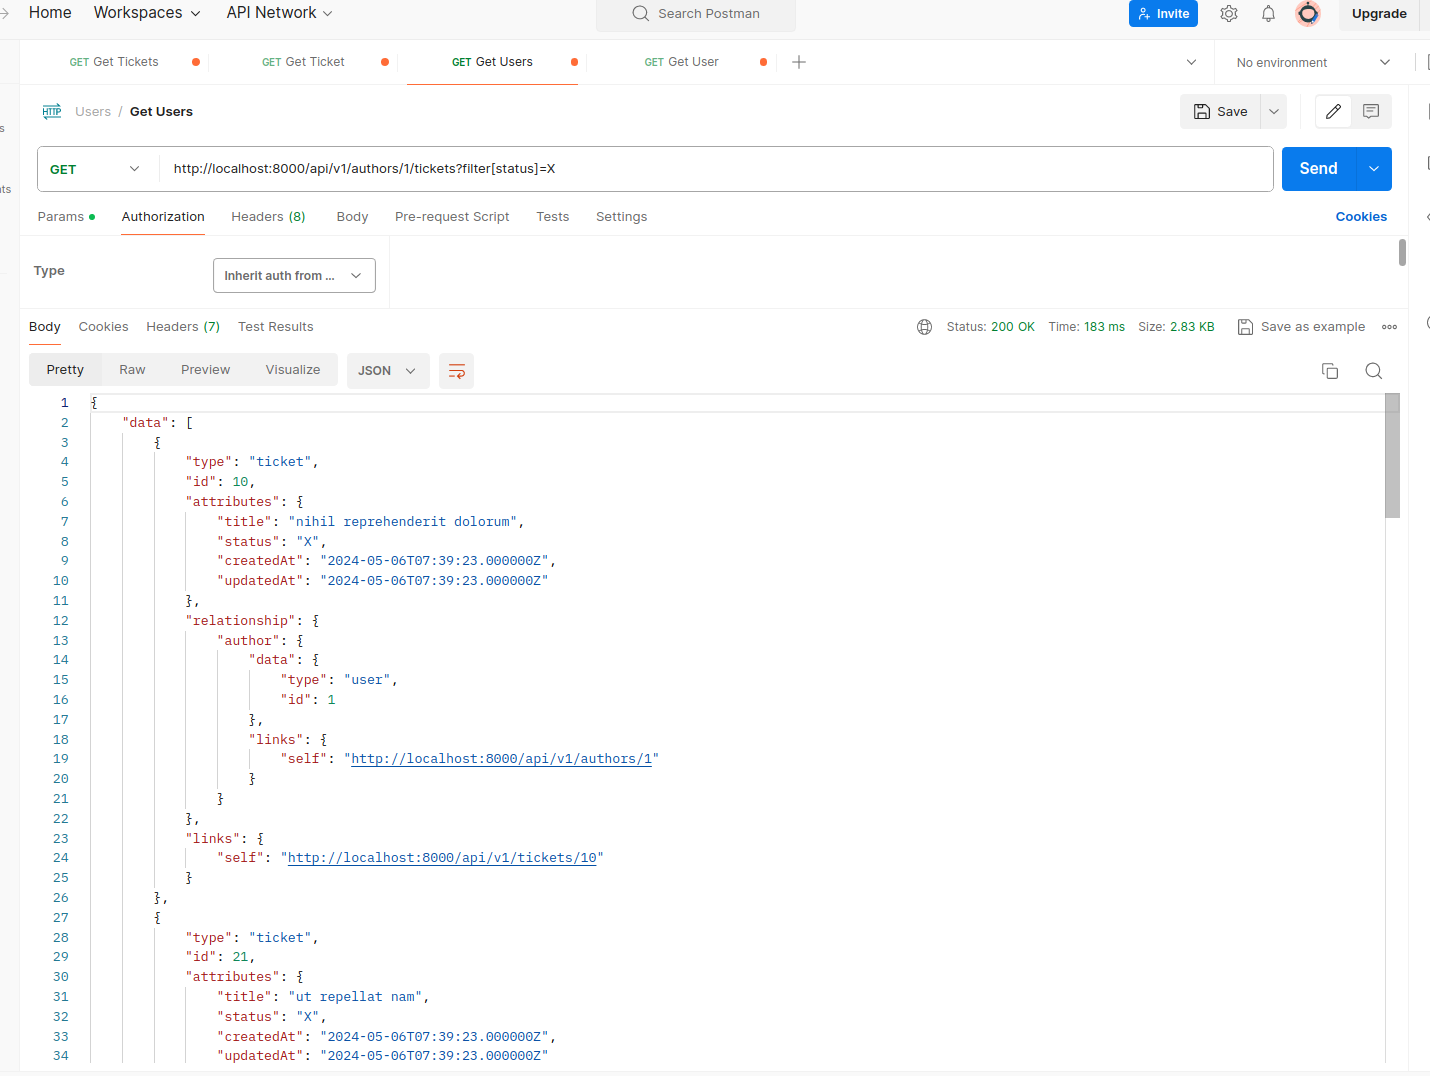 Home Workspaces API Network Search Postman Invite Upgrade
GET Get Tickets GET Get Ticket GET Get Users GET Get User No environment
HTTP Users / Get Users Save
GET http://localhost:8000/api/v1/authors/1/tickets?filter[status]=X Send
Params Authorization Headers (8) Body Pre-request Script Tests Settings Cookies
Type Inherit auth from ...
Body Cookies Headers (7) Test Results Status: 200 OK Time: 183 ms Size: 2.83 KB Save as example
Pretty Raw Preview Visualize JSON
1 {
2 "data": [
3 {
4 "type": "ticket",
5 "id": 10,
6 "attributes": {
7 "title": "nihil reprehenderit dolorum",
8 "status": "X",
9 "createdAt": "2024-05-06T07:39:23.000000Z",
10 "updatedAt": "2024-05-06T07:39:23.000000Z"
11 },
12 "relationship": {
13 "author": {
14 "data": {
15 "type": "user",
16 "id": 1
17 },
18 "links": {
19 "self": "http://localhost:8000/api/v1/authors/1"
20 }
21 }
22 },
23 "links": {
24 "self": "http://localhost:8000/api/v1/tickets/10"
25 }
26 },
27 {
28 "type": "ticket",
29 "id": 21,
30 "attributes": {
31 "title": "ut repellat nam",
32 "status": "X",
33 "createdAt": "2024-05-06T07:39:23.000000Z",
34 "updatedAt": "2024-05-06T07:39:23.000000Z"